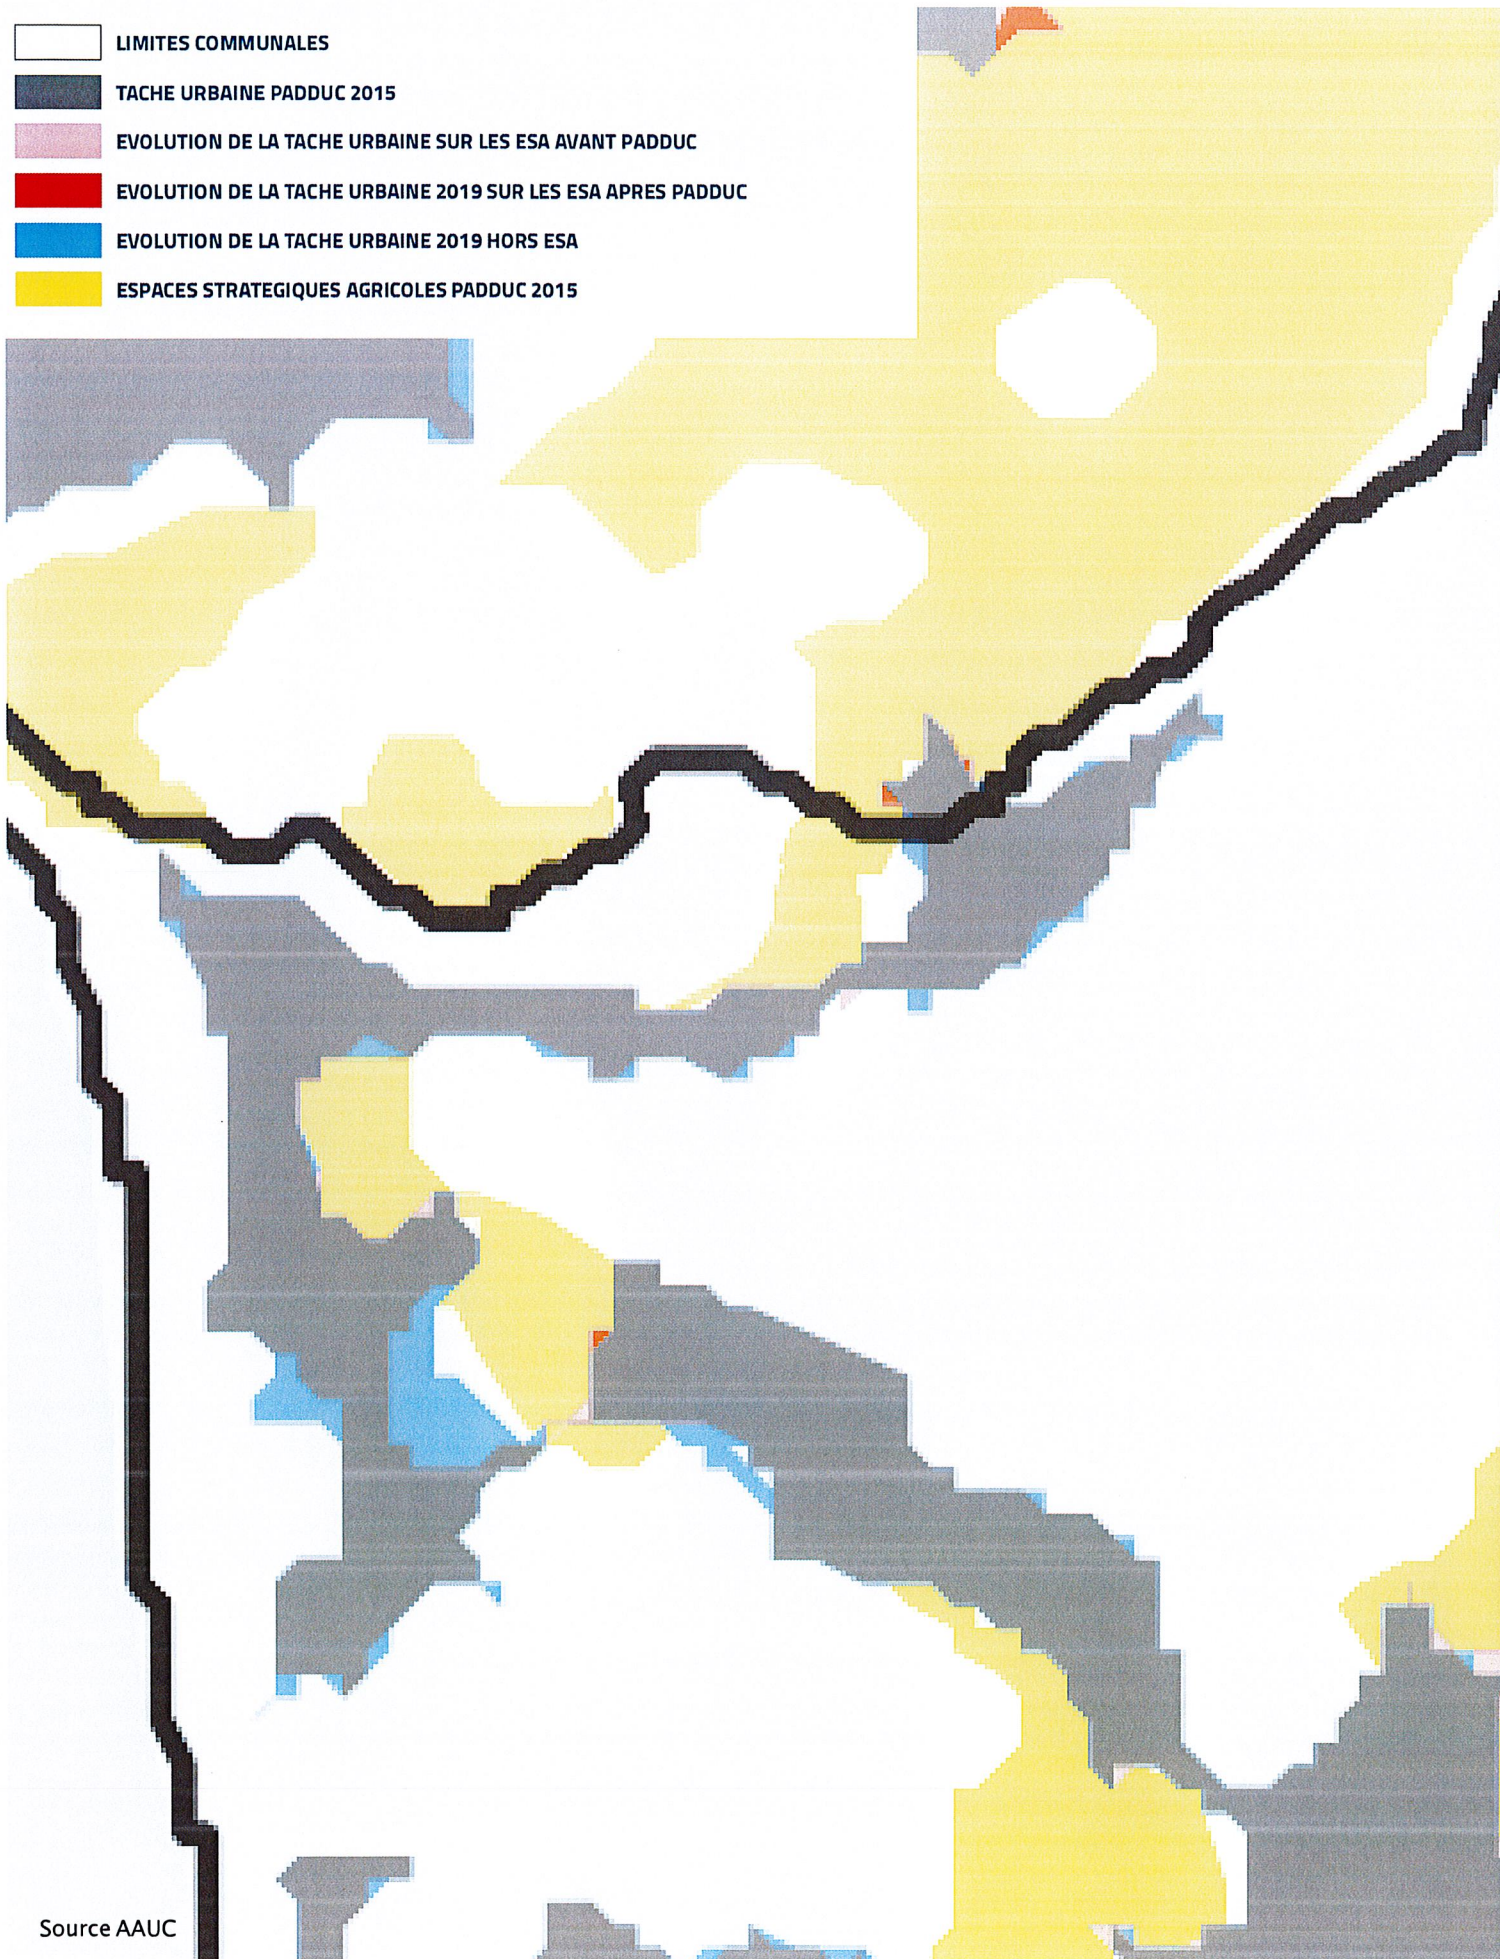 LIMITES COMMUNALES
TACHE URBAINE PADDUC 2015
EVOLUTION DE LA TACHE URBAINE SUR LES ESA AVANT PADDUC
EVOLUTION DE LA TACHE URBAINE 2019 SUR LES ESA APRES PADDUC
EVOLUTION DE LA TACHE URBAINE 2019 HORS ESA
ESPACES STRATEGIQUES AGRICOLES PADDUC 2015
Source AAUC